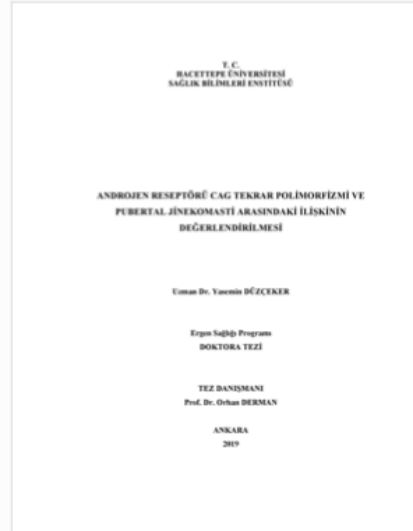 T. C.
HACETTEPE ÜNİVERSİTESİ
SAĞLIK BİLİMLERİ ENSTİTÜSÜ
ANDROJEN RESEPTÖRÜ CAG TEKRAR POLİMORFİZMİ VE
PUBERTAL JİNEKOMASTİ ARASINDAKİ İLİŞKİNİN
DEĞERLENDİRİLMESİ
Uzman Dr. Yasemin DÜZÇEKER
Ergen Sağlığı Programı
DOKTORA TEZİ
TEZ DANIŞMANI
Prof. Dr. Orhan DERMAN
ANKARA
2019